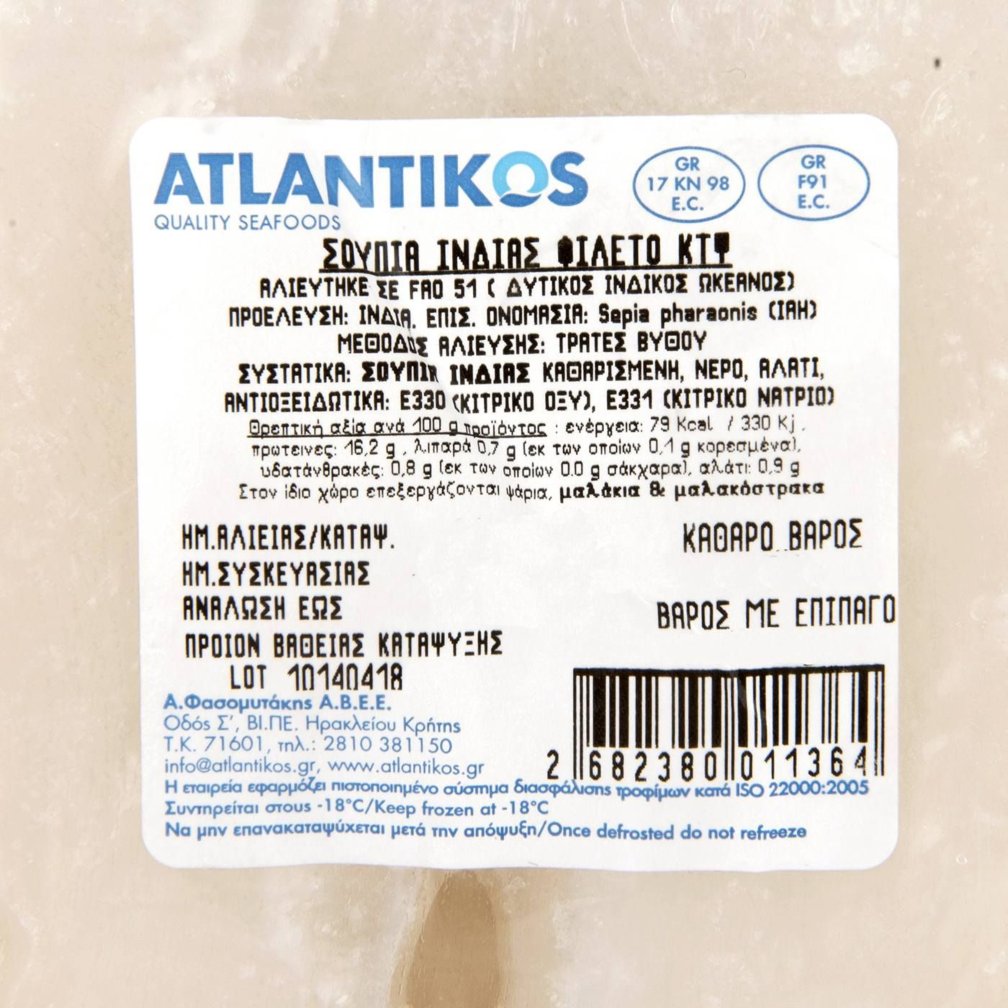 ATLANTIKOS
QUALITY SEAFOODS
GR
17 KN 98
E.C.
GR
F91
E.C.
ΣΟΥΠΙΑ ΙΝΔΙΑΣ ΦΙΛΕΤΟ ΚΤΨ
ΑΛΙΕΥΤΗΚΕ ΣΕ FAO 51 ( ΔΥΤΙΚΟΣ ΙΝΔΙΚΟΣ ΩΚΕΑΝΟΣ)
ΠΡΟΕΛΕΥΣΗ: ΙΝΔΙΑ. ΕΠΙΣ. ΟΝΟΜΑΣΙΑ: Sepia pharaonis (IAH)
ΜΕΘΟΔΟΣ ΑΛΙΕΥΣΗΣ: ΤΡΑΤΕΣ ΒΥΘΟΥ
ΣΥΣΤΑΤΙΚΑ: ΣΟΥΠΙΑ ΙΝΔΙΑΣ ΚΑΘΑΡΙΣΜΕΝΗ, ΝΕΡΟ, ΑΛΑΤΙ,
ΑΝΤΙΟΞΕΙΔΩΤΙΚΑ: Ε330 (ΚΙΤΡΙΚΟ ΟΞΥ), Ε331 (ΚΙΤΡΙΚΟ ΝΑΤΡΙΟ)
Θρεπτική αξία ανά 100 g προϊόντος : ενέργεια: 79 Kcal / 330 Kj ,
πρωτεινες: 16,2 g , λιπαρά 0,7 g (εκ των οποίων 0,1 g κορεσμένα),
υδατάνθρακές: 0,8 g (εκ των οποίων 0.0 g σάκχαρα), αλάτι: 0,9 g
Στον ίδιο χώρο επεξεργάζονται ψάρια, μαλάκια & μαλακόστρακα
ΗΜ.ΑΛΙΕΙΑΣ/ΚΑΤΑΨ.
ΗΜ.ΣΥΣΚΕΥΑΣΙΑΣ
ΑΝΑΛΩΣΗ ΕΩΣ
ΠΡΟΙΟΝ ΒΑΘΕΙΑΣ ΚΑΤΑΨΥΞΗΣ
LOT 10140418
ΚΑΘΑΡΟ ΒΑΡΟΣ
ΒΑΡΟΣ ΜΕ ΕΠΙΠΑΓΟ
Α.Φασομυτάκης Α.Β.Ε.Ε.
Οδός Σ', ΒΙ.ΠΕ. Ηρακλείου Κρήτης
Τ.Κ. 71601, τηλ.: 2810 381150
info@atlantikos.gr, www.atlantikos.gr
2 682380 011364
Η εταιρεία εφαρμόζει πιστοποιημένο σύστημα διασφάλισης τροφίμων κατά ISO 22000:2005
Συντηρείται στους -18°C/Keep frozen at -18°C
Να μην επανακαταψύχεται μετά την απόψυξη/Once defrosted do not refreeze